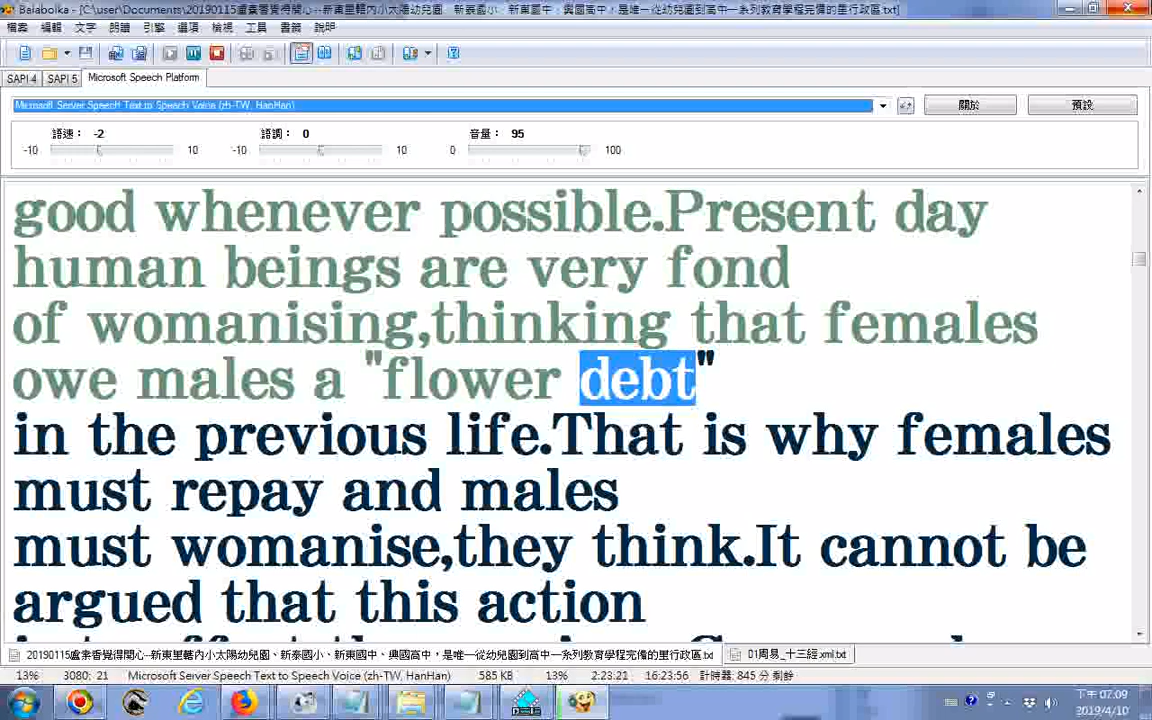 Balabolka - [C:\user\Documents\20190115盧索香覺得開心--新東里轄內小太陽幼兒園、新泰國小、新東國中、興國高中，是唯一從幼兒園到高中一系列教育學程完備的里行政區.txt]
檔案 編輯 文字 朗讀 引擎 選項 檢視 工具 書籤 說明
SAPI 4 SAPI 5 Microsoft Speech Platform
Microsoft Server Speech Text to Speech Voice (zh-TW, HanHan) 關於 預設
語速： -2 語調： 0 音量： 95
-10 10 -10 10 0 100
good whenever possible.Present day
human beings are very fond
of womanising,thinking that females
owe males a "flower debt"
in the previous life.That is why females
must repay and males
must womanise,they think.It cannot be
argued that this action
20190115盧索香覺得開心--新東里轄內小太陽幼兒園、新泰國小、新東國中、興國高中，是唯一從幼兒園到高中一系列教育學程完備的里行政區.txt 01周易_十三經.xml.txt
13% 3080; 21 Microsoft Server Speech Text to Speech Voice (zh-TW, HanHan) 585 KB 13% 2:23:21 16:23:56 計時器: 845 分 剩餘
下午 07:09
2019/4/10